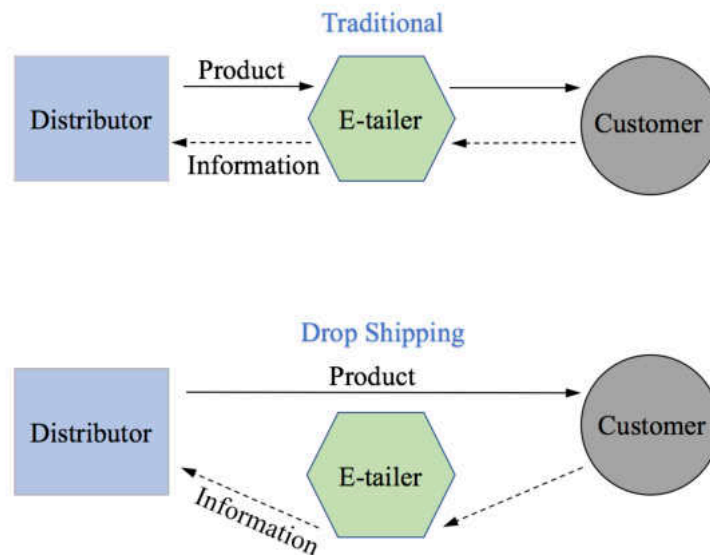 Traditional
Product
Distributor
E-tailer
Customer
Information
Drop Shipping
Product
Distributor
E-tailer
Customer
Information